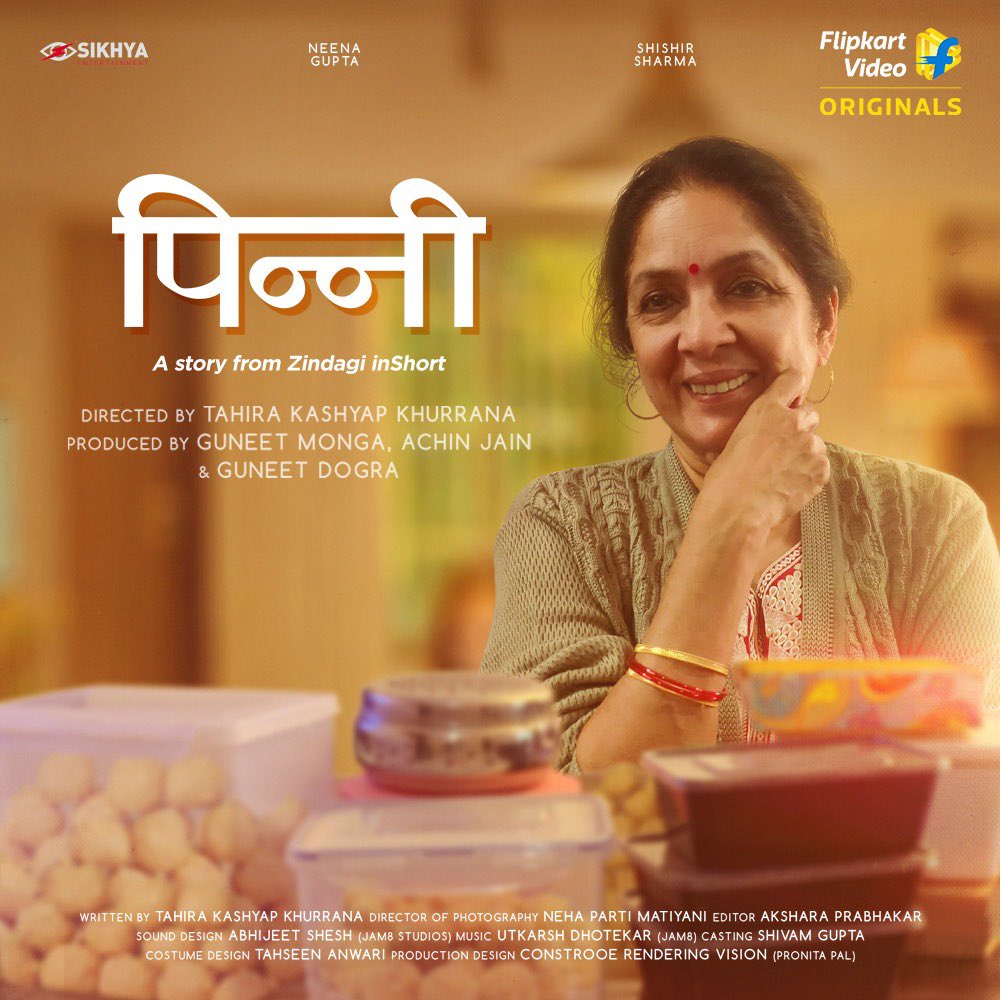 SIKHYA
ENTERTAINMENT
NEENA
GUPTA
SHISHIR
SHARMA
Flipkart
Video
ORIGINALS
पिन्नी
A story from Zindagi inShort
DIRECTED BY TAHIRA KASHYAP KHURRANA
PRODUCED BY GUNEET MONGA, ACHIN JAIN
& GUNEET DOGRA
WRITTEN BY TAHIRA KASHYAP KHURRANA DIRECTOR OF PHOTOGRAPHY NEHA PARTI MATIYANI EDITOR AKSHARA PRABHAKAR
SOUND DESIGN ABHIJEET SHESH (JAM8 STUDIOS) MUSIC UTKARSH DHOTEKAR (JAM8) CASTING SHIVAM GUPTA
COSTUME DESIGN TAHSEEN ANWARI PRODUCTION DESIGN CONSTROOE RENDERING VISION (PRONITA PAL)